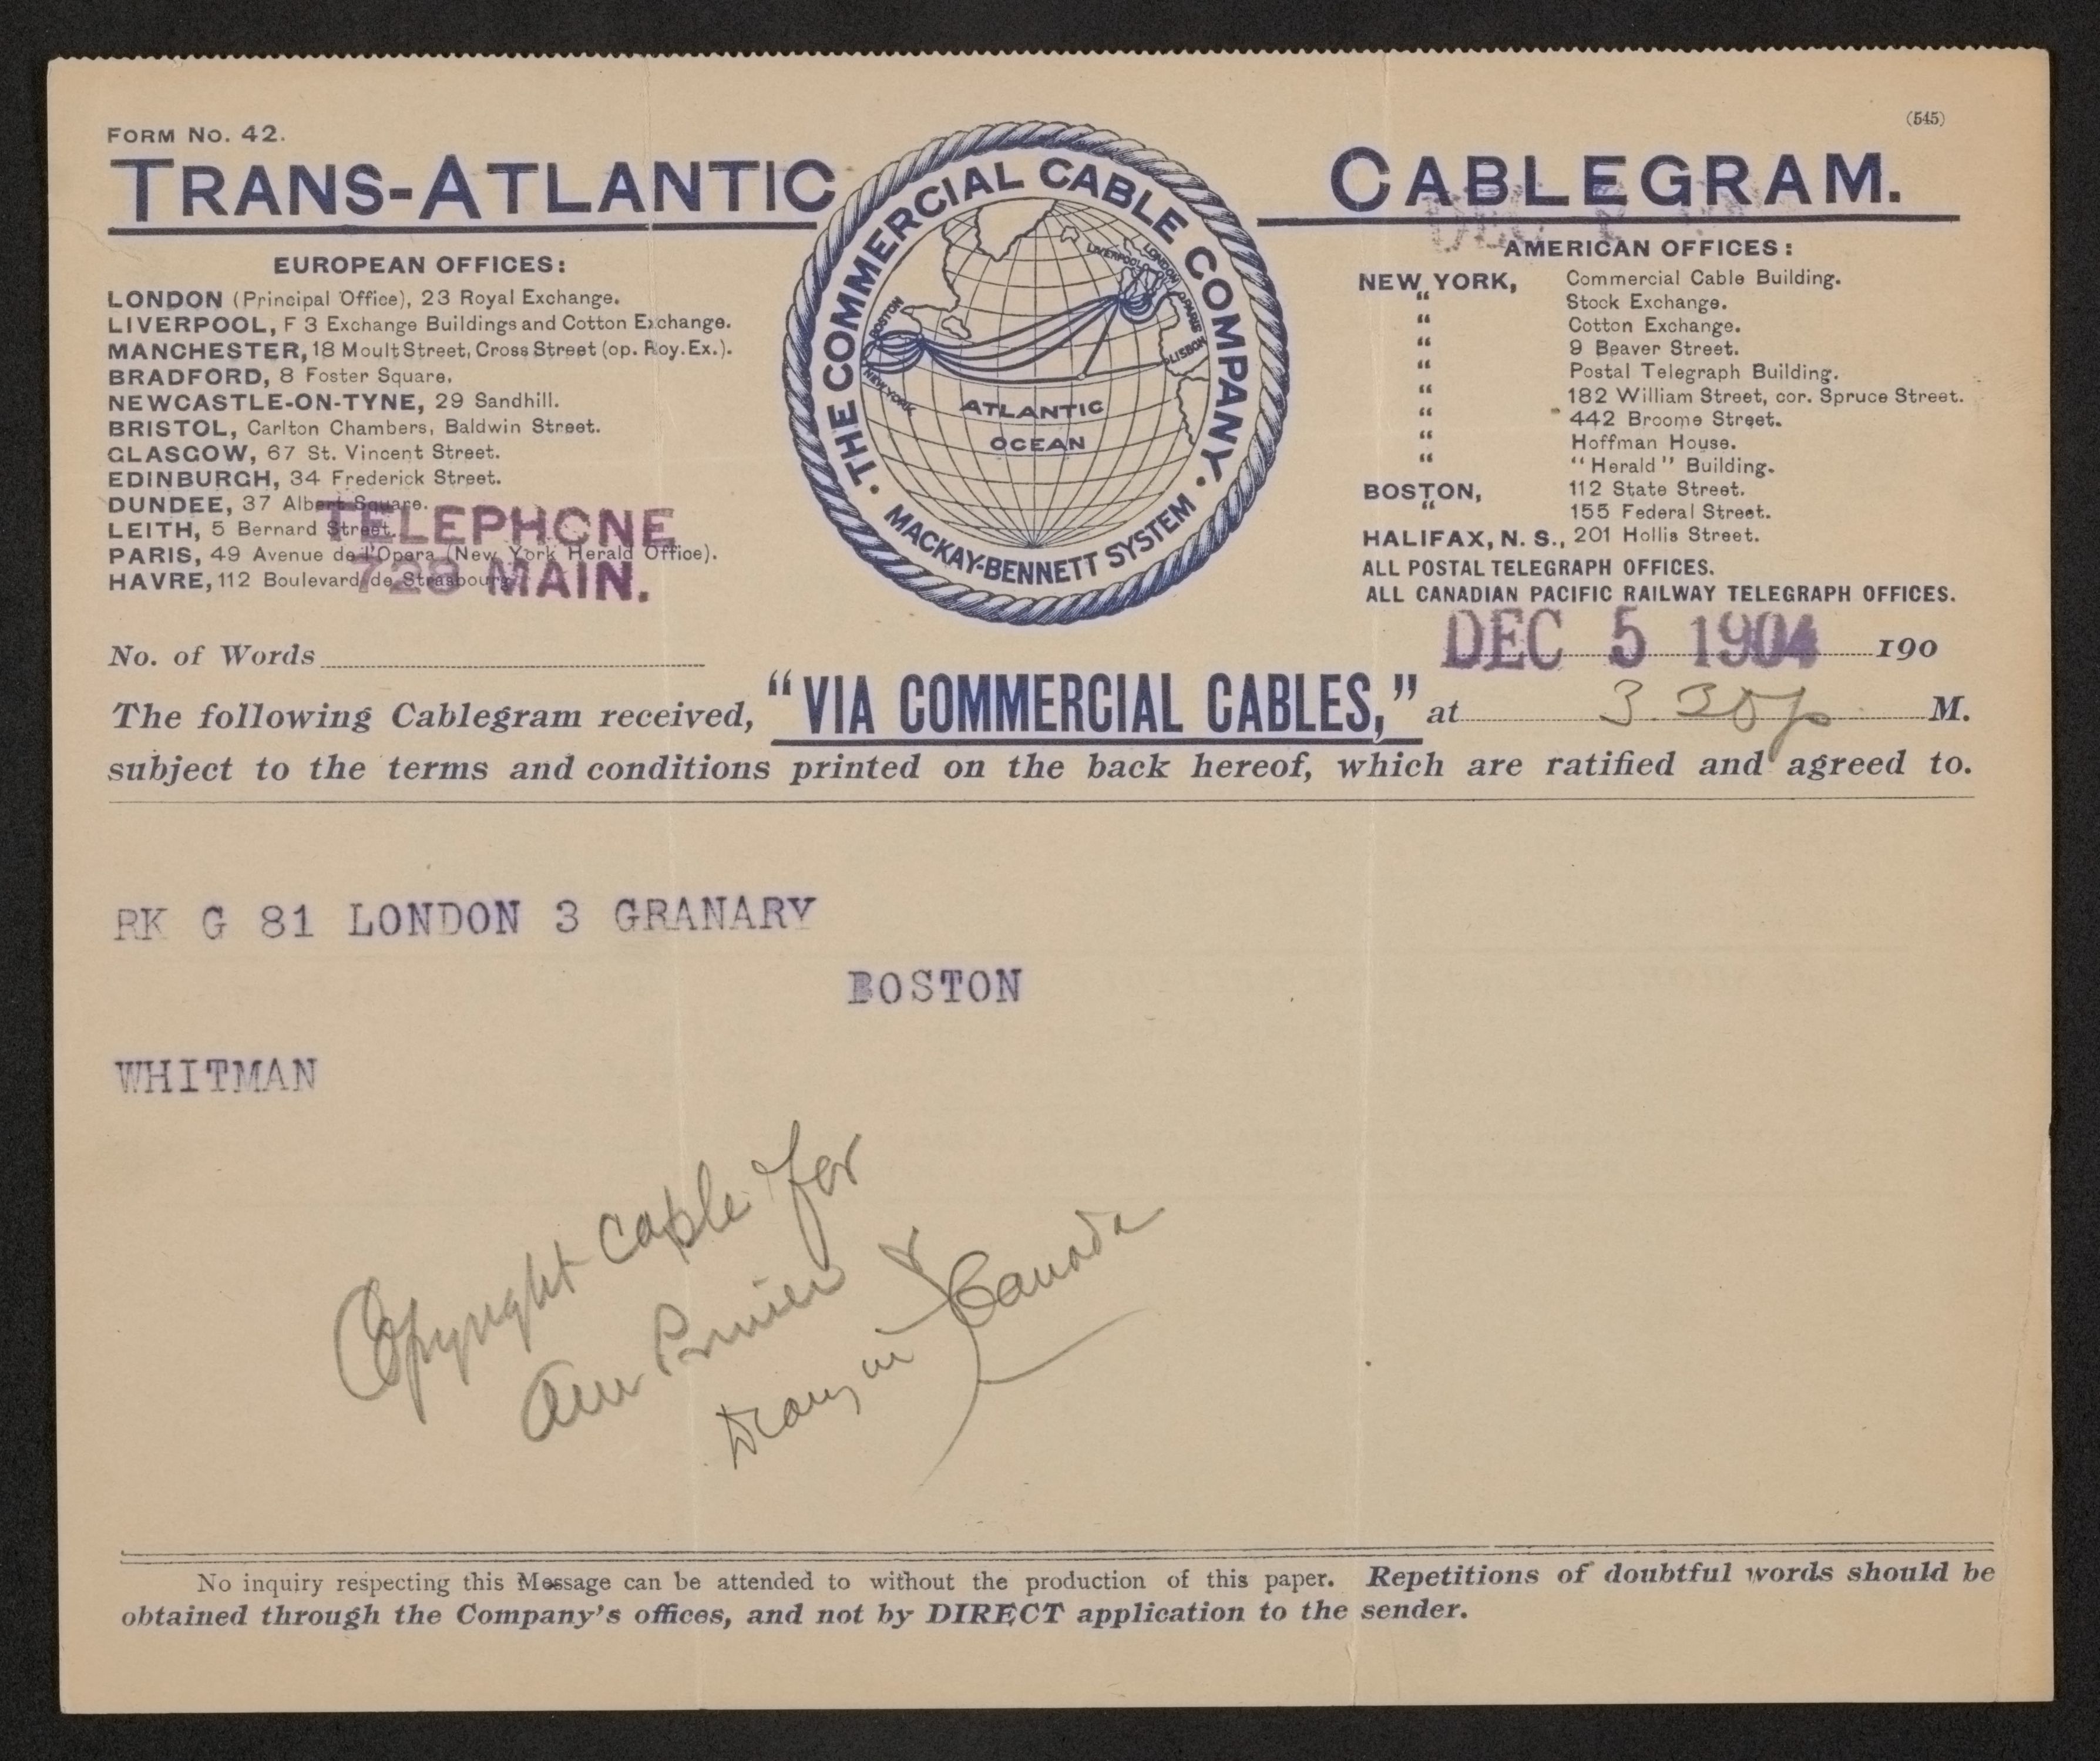 (545)
FORM No. 42.
TRANS-ATLANTIC CABLEGRAM.
THE COMMERCIAL CABLE COMPANY.
MACKAY-BENNETT SYSTEM
BOSTON
NEW YORK
LIVERPOOL
LONDON
PARIS
LISBON
ATLANTIC
OCEAN
EUROPEAN OFFICES:
LONDON (Principal Office), 23 Royal Exchange.
LIVERPOOL, F 3 Exchange Buildings and Cotton Exchange.
MANCHESTER, 18 Moult Street, Cross Street (op. Roy. Ex.).
BRADFORD, 8 Foster Square.
NEWCASTLE-ON-TYNE, 29 Sandhill.
BRISTOL, Carlton Chambers, Baldwin Street.
GLASGOW, 67 St. Vincent Street.
EDINBURGH, 34 Frederick Street.
DUNDEE, 37 Albert Square.
LEITH, 5 Bernard Street.
PARIS, 49 Avenue de l'Opera (New York Herald Office).
HAVRE, 112 Boulevard de Strasbourg.
TELEPHONE
729 MAIN.
AMERICAN OFFICES:
NEW YORK, Commercial Cable Building.
" Stock Exchange.
" Cotton Exchange.
" 9 Beaver Street.
" Postal Telegraph Building.
" 182 William Street, cor. Spruce Street.
" 442 Broome Street.
" Hoffman House.
" "Herald" Building.
BOSTON, 112 State Street.
" 155 Federal Street.
HALIFAX, N. S., 201 Hollis Street.
ALL POSTAL TELEGRAPH OFFICES.
ALL CANADIAN PACIFIC RAILWAY TELEGRAPH OFFICES.
No. of Words DEC 5 1904 190
The following Cablegram received, "VIA COMMERCIAL CABLES," at 3.30p M.
subject to the terms and conditions printed on the back hereof, which are ratified and agreed to.
RK G 81 LONDON 3 GRANARY
BOSTON
WHITMAN
Copyright cable for
&
in Canada
No inquiry respecting this Message can be attended to without the production of this paper. Repetitions of doubtful words should be
obtained through the Company's offices, and not by DIRECT application to the sender.